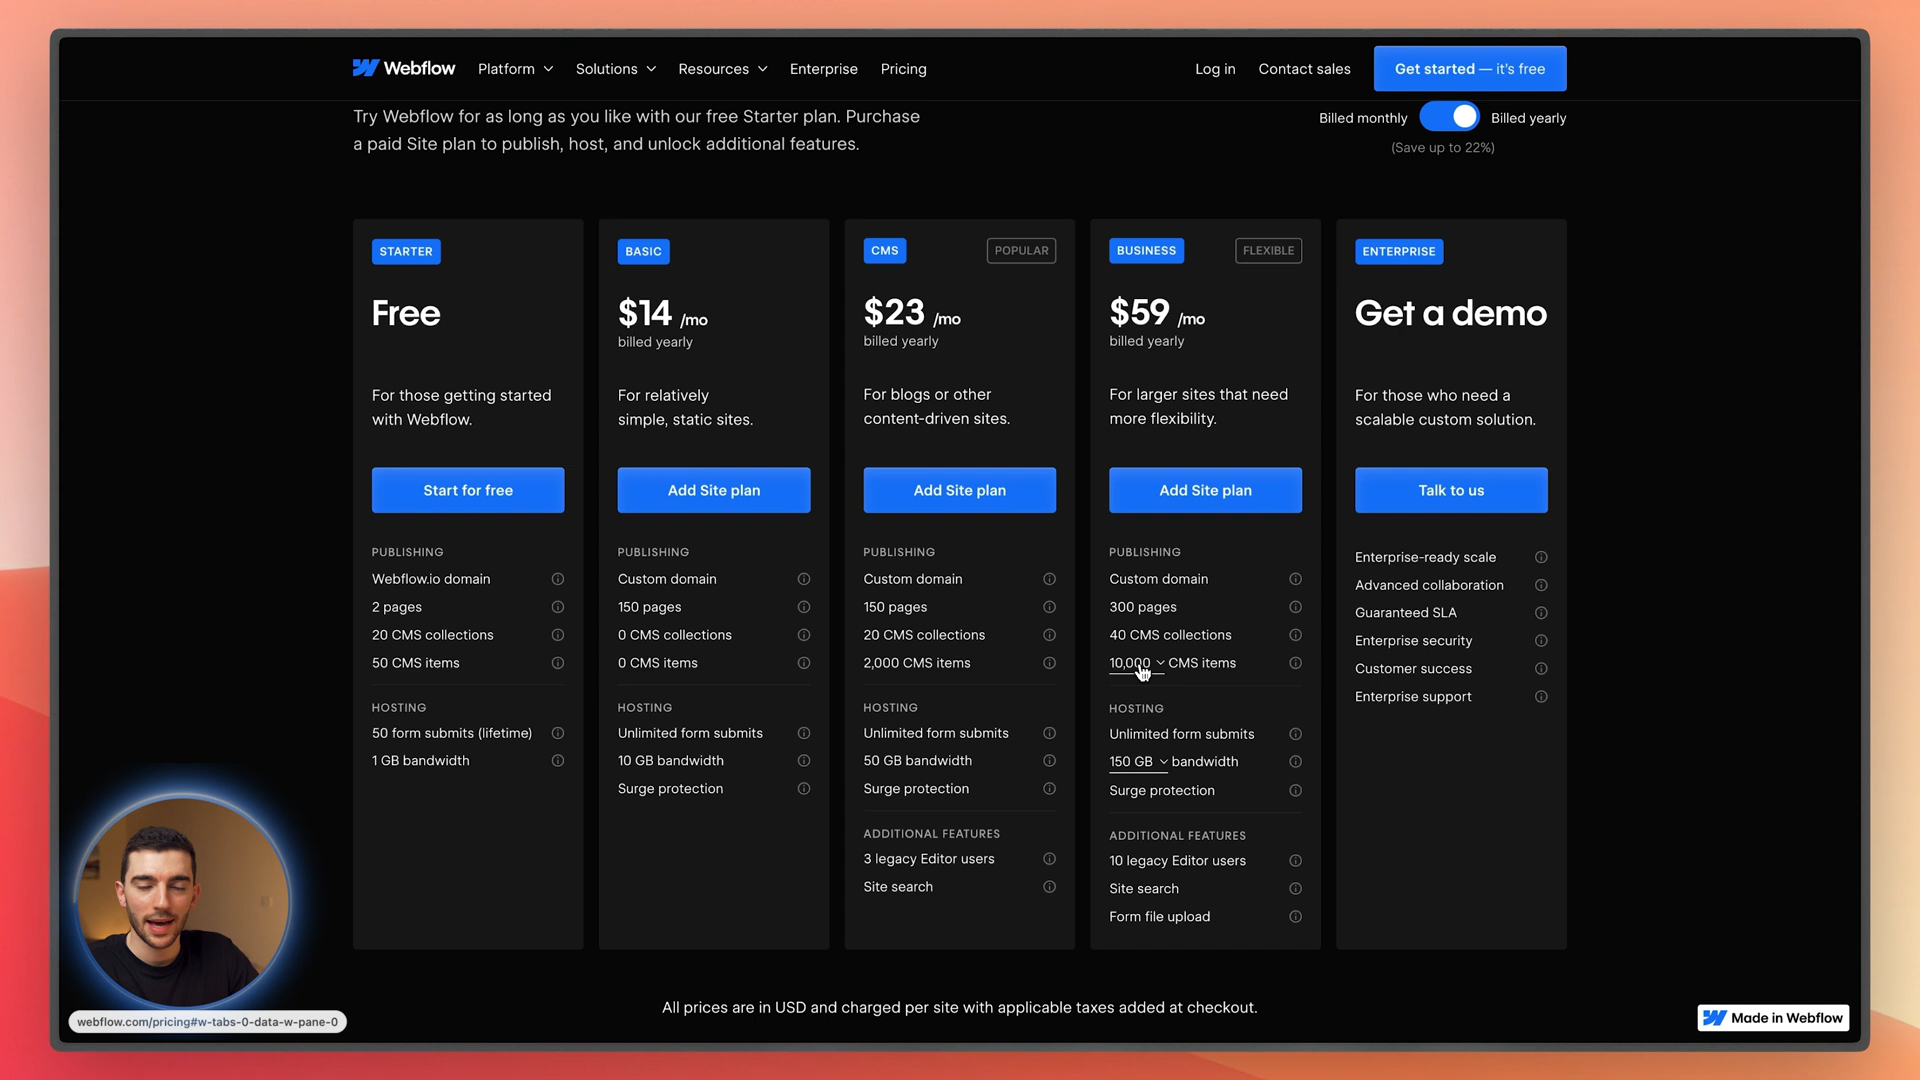 Webflow
Platform
Solutions
Resources
Enterprise
Pricing
Log in
Contact sales
Get started — it's free
Try Webflow for as long as you like with our free Starter plan. Purchase
a paid Site plan to publish, host, and unlock additional features.
Billed monthly
Billed yearly
(Save up to 22%)
STARTER
Free
For those getting started
with Webflow.
Start for free
PUBLISHING
Webflow.io domain
2 pages
20 CMS collections
50 CMS items
HOSTING
50 form submits (lifetime)
1 GB bandwidth
BASIC
$14 /mo
billed yearly
For relatively
simple, static sites.
Add Site plan
PUBLISHING
Custom domain
150 pages
0 CMS collections
0 CMS items
HOSTING
Unlimited form submits
10 GB bandwidth
Surge protection
CMS
POPULAR
$23 /mo
billed yearly
For blogs or other
content-driven sites.
Add Site plan
PUBLISHING
Custom domain
150 pages
20 CMS collections
2,000 CMS items
HOSTING
Unlimited form submits
50 GB bandwidth
Surge protection
ADDITIONAL FEATURES
3 legacy Editor users
Site search
BUSINESS
FLEXIBLE
$59 /mo
billed yearly
For larger sites that need
more flexibility.
Add Site plan
PUBLISHING
Custom domain
300 pages
40 CMS collections
10,000 CMS items
HOSTING
Unlimited form submits
150 GB bandwidth
Surge protection
ADDITIONAL FEATURES
10 legacy Editor users
Site search
Form file upload
ENTERPRISE
Get a demo
For those who need a
scalable custom solution.
Talk to us
Enterprise-ready scale
Advanced collaboration
Guaranteed SLA
Enterprise security
Customer success
Enterprise support
All prices are in USD and charged per site with applicable taxes added at checkout.
webflow.com/pricing#w-tabs-0-data-w-pane-0
Made in Webflow